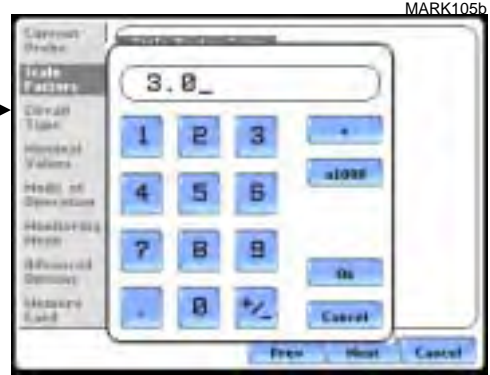 MARK105b
Current
Probe
Scale
Factors
Circuit
Type
Nominal
Values
Mode of
Operation
Monitoring
Mode
Advanced
Options
Memory
Card
3.0_
1 2 3
4 5 6
x1000
7 8 9
Ok
. 0 +/-
Cancel
Prev Next Cancel